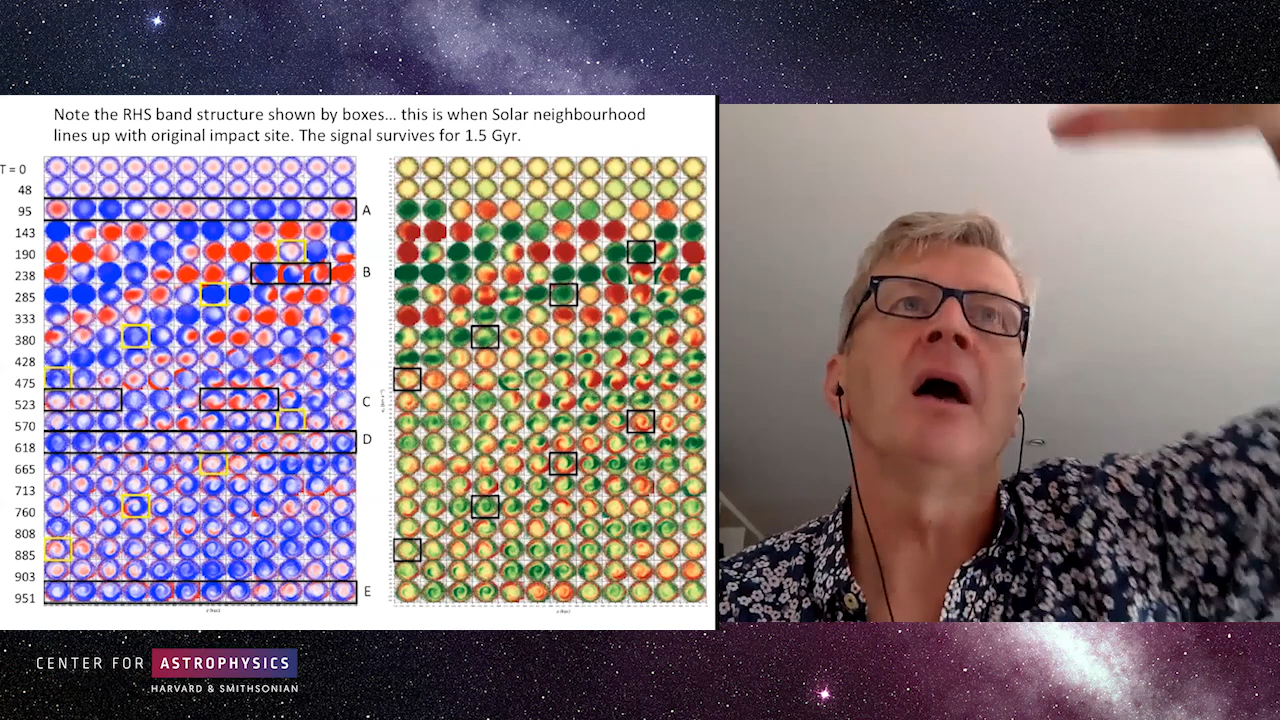 Note the RHS band structure shown by boxes... this is when Solar neighbourhood
lines up with original impact site. The signal survives for 1.5 Gyr.
T = 0
48
95
A
143
190
238
B
285
333
380
428
475
523
C
570
618
D
665
713
760
808
885
903
951
E
CENTER FOR ASTROPHYSICS
HARVARD & SMITHSONIAN